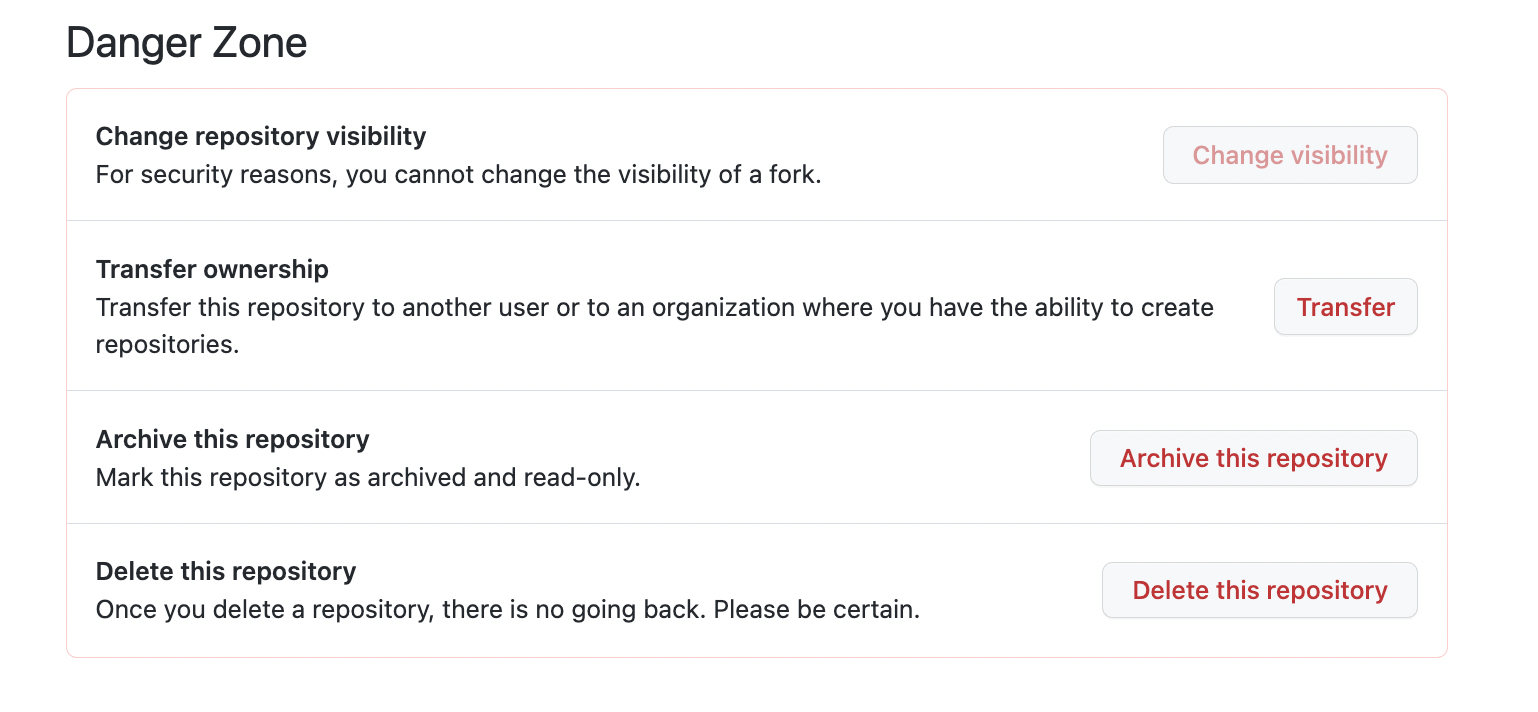 Danger Zone
Change repository visibility
For security reasons, you cannot change the visibility of a fork.
Change visibility
Transfer ownership
Transfer this repository to another user or to an organization where you have the ability to create
repositories.
Transfer
Archive this repository
Mark this repository as archived and read-only.
Archive this repository
Delete this repository
Once you delete a repository, there is no going back. Please be certain.
Delete this repository